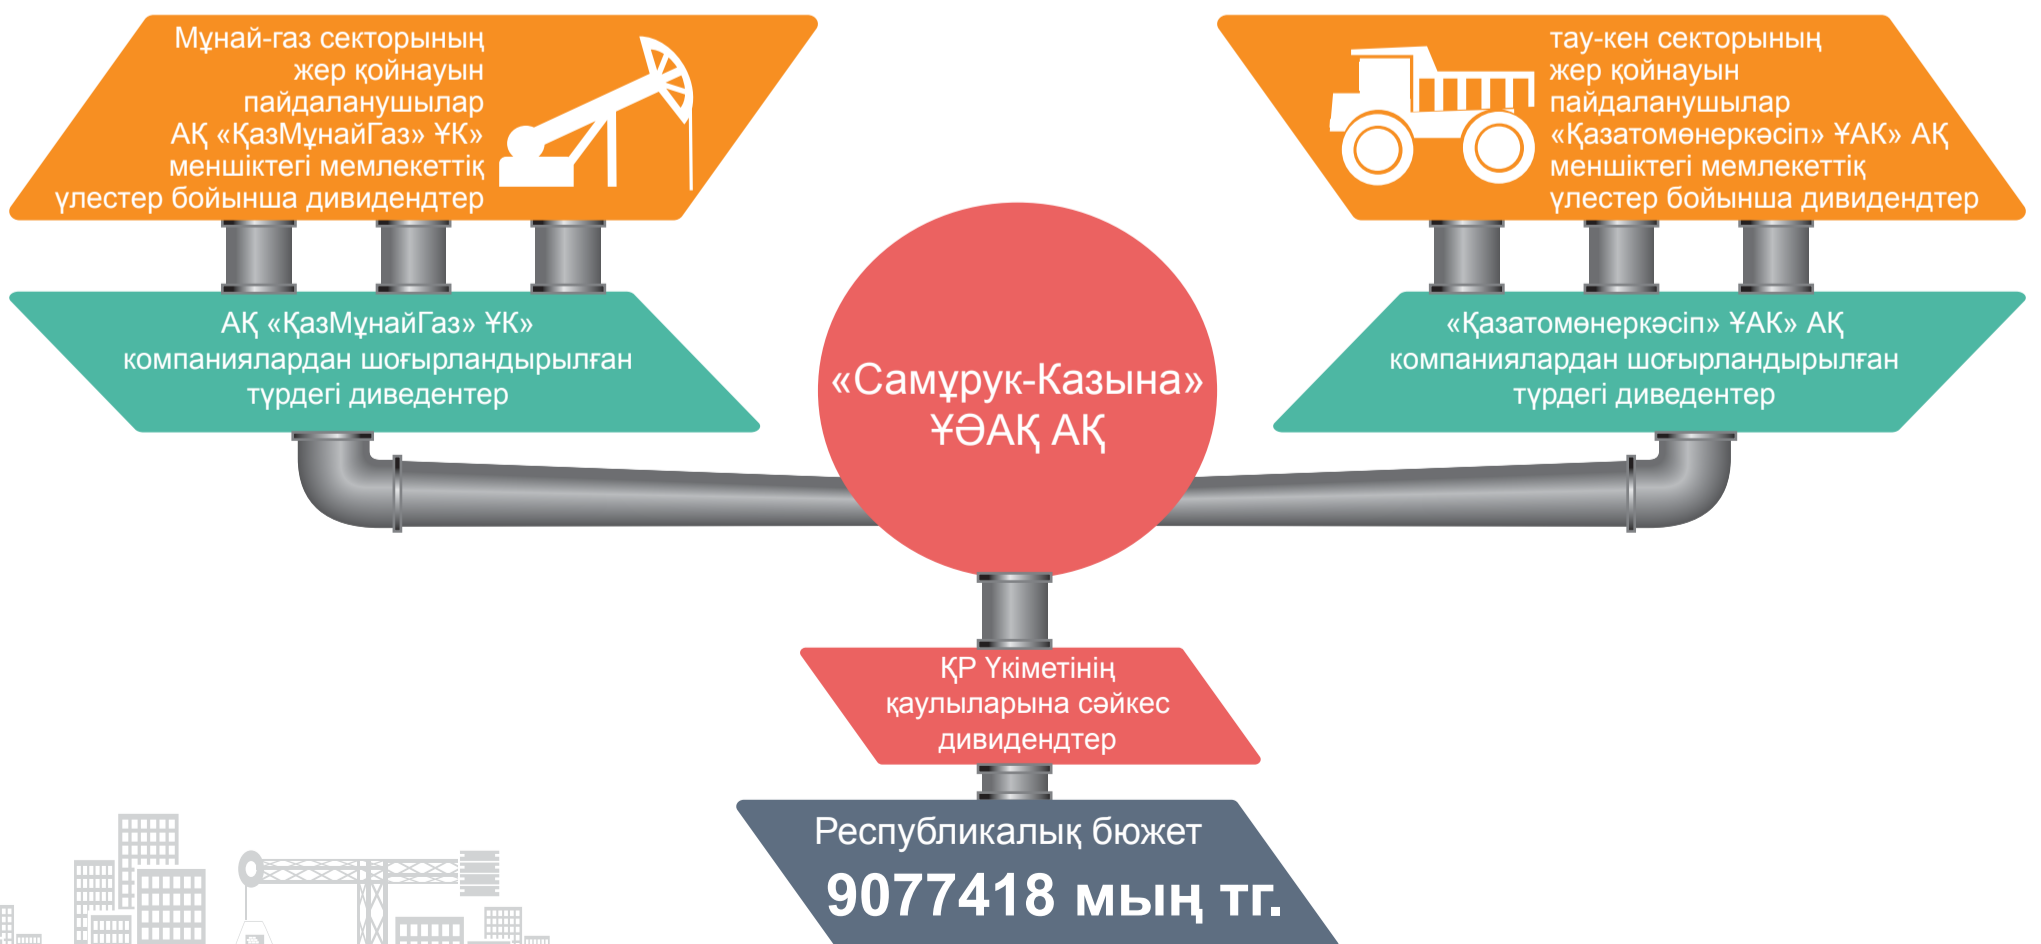 Мұнай-газ секторының
жер қойнауын
пайдаланушылар
АҚ «ҚазМұнайГаз» ҰК»
меншіктегі мемлекеттіқ
үлестер бойынша дивидендтер
тау-кен секторының
жер қойнауын
пайдаланушылар
«Қазатомөнеркәсіп» ҰАК» АҚ
меншіктегі мемлекеттіқ
үлестер бойынша дивидендтер
АҚ «ҚазМұнайГаз» ҰК»
компаниялардан шоғырландырылған
түрдегі диведентер
«Қазатомөнеркәсіп» ҰАК» АҚ
компаниялардан шоғырландырылған
түрдегі диведентер
«Самұрук-Казына»
ҰӘАҚ АҚ
ҚР Үкіметінің
қаулыларына сәйкес
дивидендтер
Республикалық бюжет
9077418 мың тг.